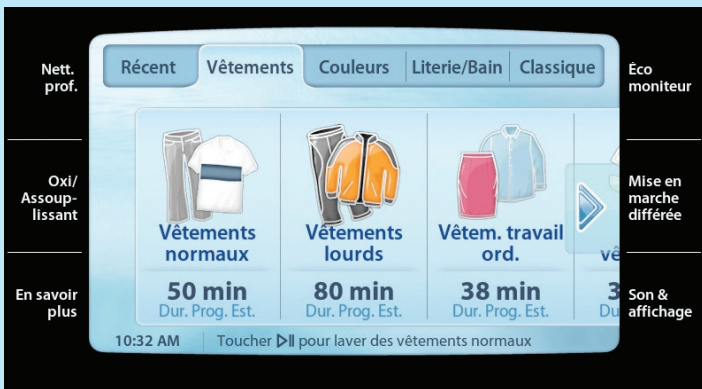 Nett.
prof.
Oxi/
Assoup-
lissant
En savoir
plus
Récent
Vêtements
Couleurs
Literie/Bain
Classique
Vêtements
normaux
50 min
Dur. Prog. Est.
Vêtements
lourds
80 min
Dur. Prog. Est.
Vêtem. travail
ord.
38 min
Dur. Prog. Est.
10:32 AM
Toucher ▷II pour laver des vêtements normaux
Éco
moniteur
Mise en
marche
différée
Son &
affichage